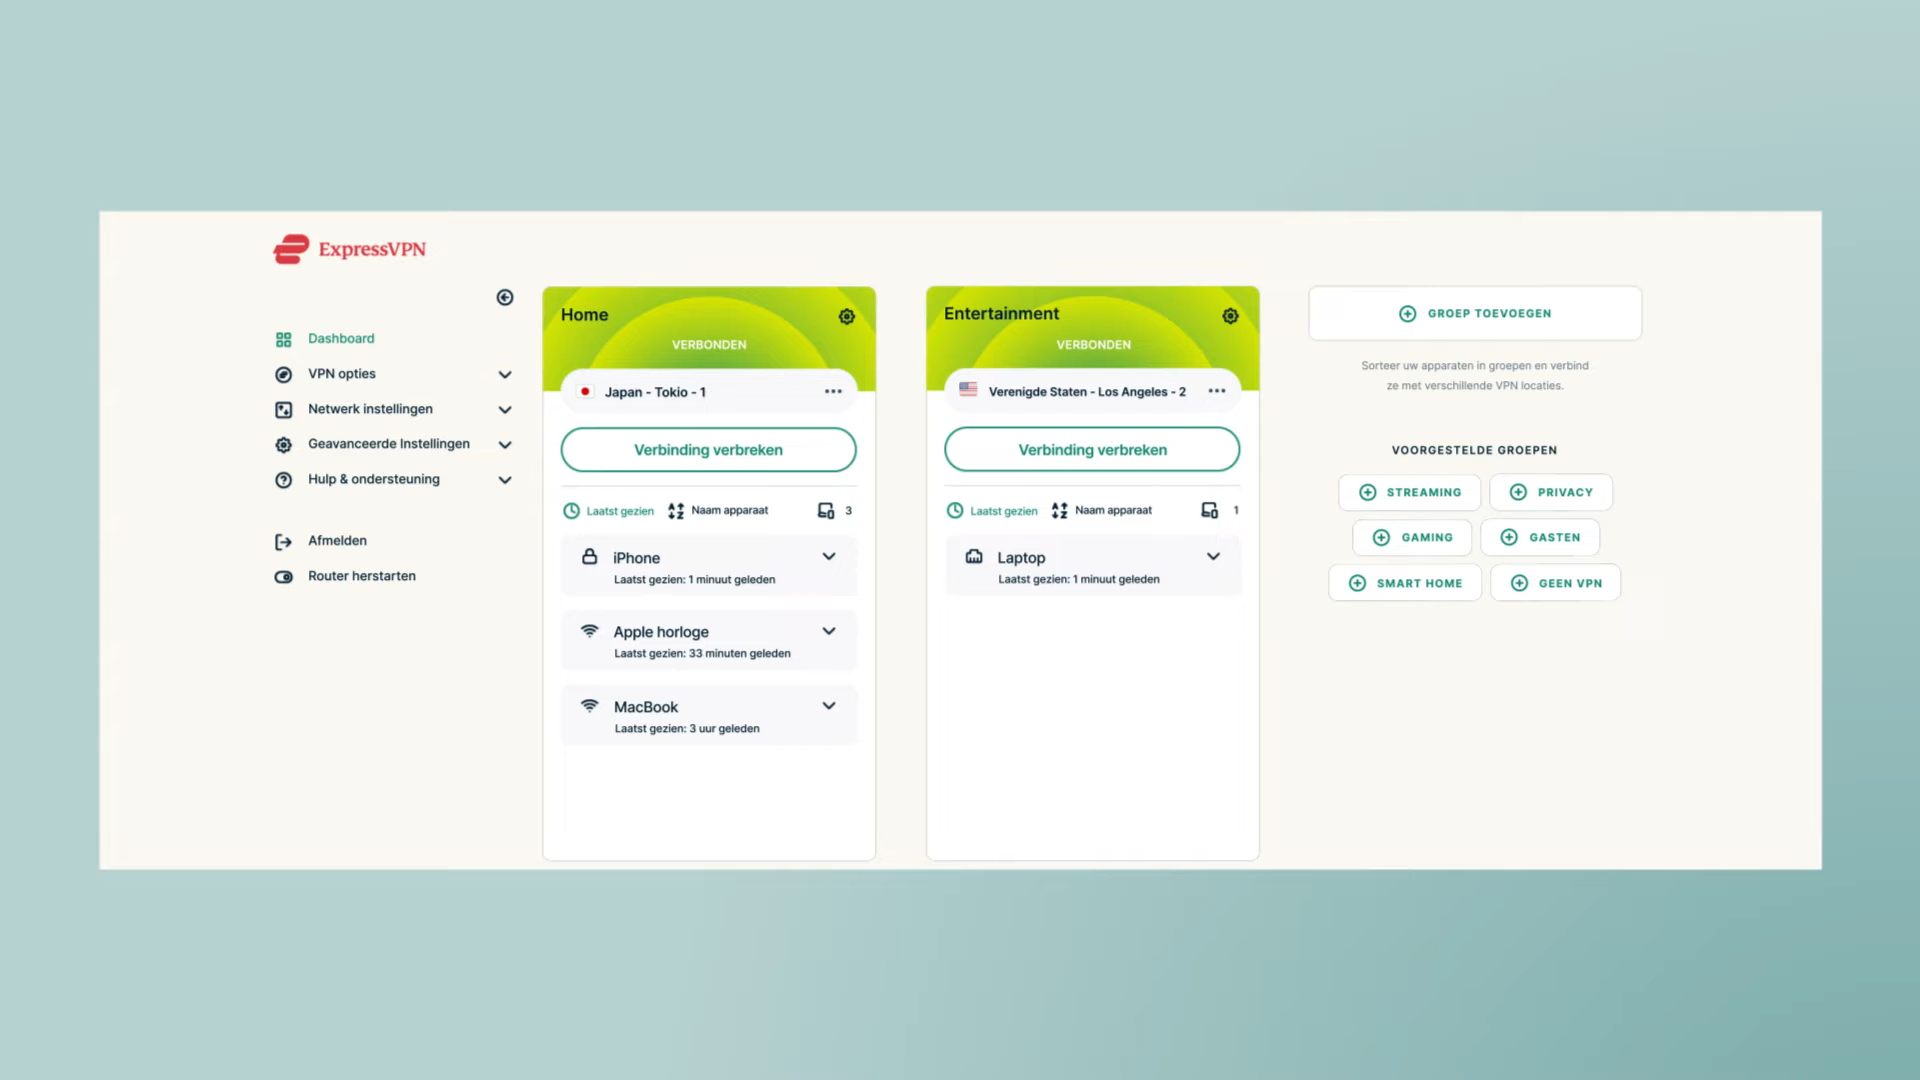 ExpressVPN
Dashboard
VPN opties
Netwerk instellingen
Geavanceerde Instellingen
Hulp & ondersteuning
Afmelden
Router herstarten
Home
VERBONDEN
Japan - Tokio - 1
Verbinding verbreken
Laatst gezien Naam apparaat 3
iPhone
Laatst gezien: 1 minuut geleden
Apple horloge
Laatst gezien: 33 minuten geleden
MacBook
Laatst gezien: 3 uur geleden
Entertainment
VERBONDEN
Verenigde Staten - Los Angeles - 2
Verbinding verbreken
Laatst gezien Naam apparaat 1
Laptop
Laatst gezien: 1 minuut geleden
GROEP TOEVOEGEN
Sorteer uw apparaten in groepen en verbind
ze met verschillende VPN locaties.
VOORGESTELDE GROEPEN
STREAMING PRIVACY
GAMING GASTEN
SMART HOME GEEN VPN